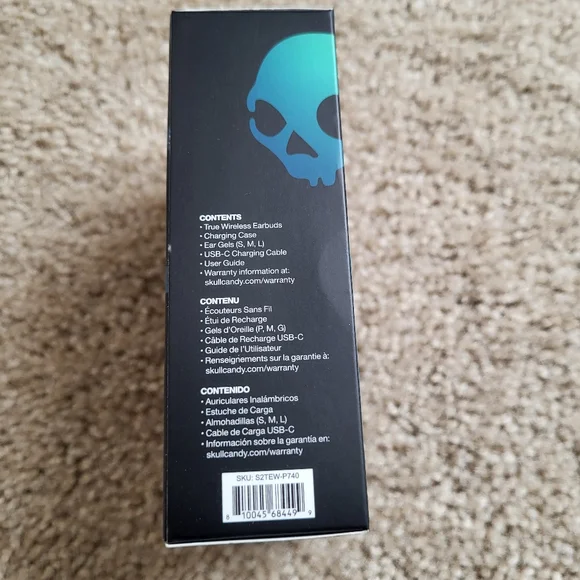 CONTENTS
• True Wireless Earbuds
• Charging Case
• Ear Gels (S, M, L)
• USB-C Charging Cable
• User Guide
• Warranty information at:
skullcandy.com/warranty
CONTENU
• Écouteurs Sans Fil
• Étui de Recharge
• Gels d'Oreille (P, M, G)
• Câble de Recharge USB-C
• Guide de l'Utilisateur
• Renseignements sur la garantie à:
skullcandy.com/warranty
CONTENIDO
• Auriculares Inalámbricos
• Estuche de Carga
• Almohadillas (S, M, L)
• Cable de Carga USB-C
• Información sobre la garantía en:
skullcandy.com/warranty
SKU: S2TEW-P740
8 10045 68449 9